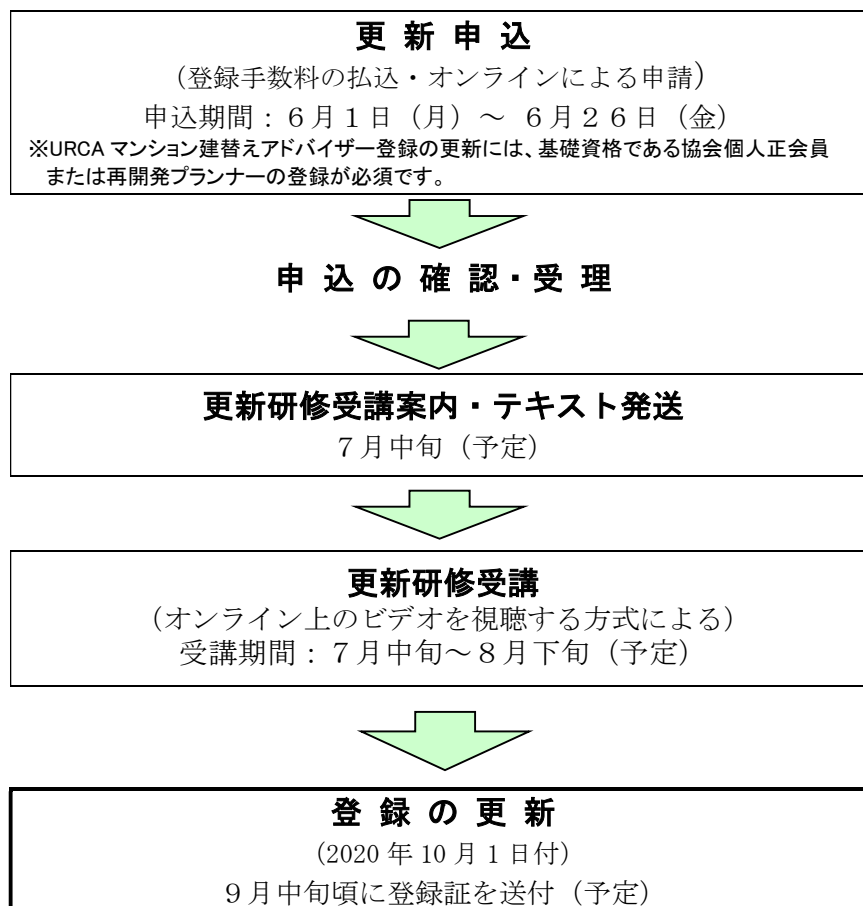 更 新 申 込
（登録手数料の払込・オンラインによる申請）
申込期間：６月１日（月）～ ６月２６日（金）
※URCA マンション建替えアドバイザー登録の更新には、基礎資格である協会個人正会員
または再開発プランナーの登録が必須です。
申 込 の 確 認・受 理
更新研修受講案内・テキスト発送
７月中旬（予定）
更新研修受講
（オンライン上のビデオを視聴する方式による）
受講期間：７月中旬～８月下旬（予定）
登 録 の 更 新
（2020 年 10 月 1 日付）
９月中旬頃に登録証を送付（予定）